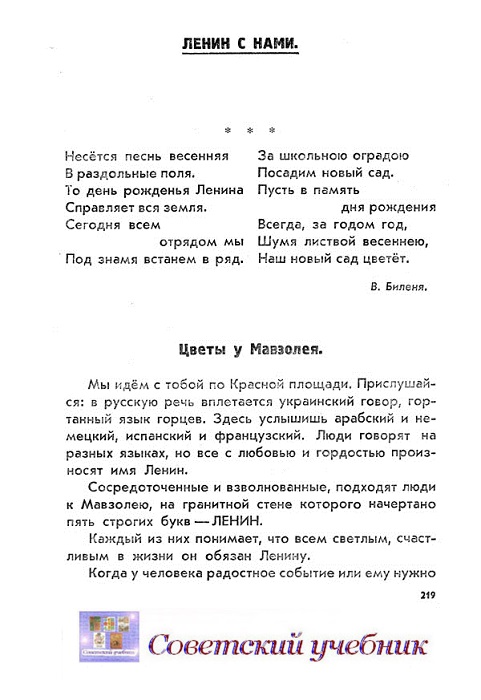 ЛЕНИН С НАМИ.
* * *
Несётся песнь весенняя
В раздольные поля.
То день рожденья Ленина
Справляет вся земля.
Сегодня всем
отрядом мы
Под знамя встанем в ряд.
За школьною оградою
Посадим новый сад.
Пусть в память
дня рождения
Всегда, за годом год,
Шумя листвой весеннею,
Наш новый сад цветёт.
В. Биленя.
Цветы у Мавзолея.
Мы идём с тобой по Красной площади. Прислушай-
ся: в русскую речь вплетается украинский говор, гор-
танный язык горцев. Здесь услышишь арабский и не-
мецкий, испанский и французский. Люди говорят на
разных языках, но все с любовью и гордостью произ-
носят имя Ленин.
Сосредоточенные и взволнованные, подходят люди
к Мавзолею, на гранитной стене которого начертано
пять строгих букв — ЛЕНИН.
Каждый из них понимает, что всем светлым, счаст-
ливым в жизни он обязан Ленину.
Когда у человека радостное событие или ему нужно
219
Советский учебник
Советский учебник